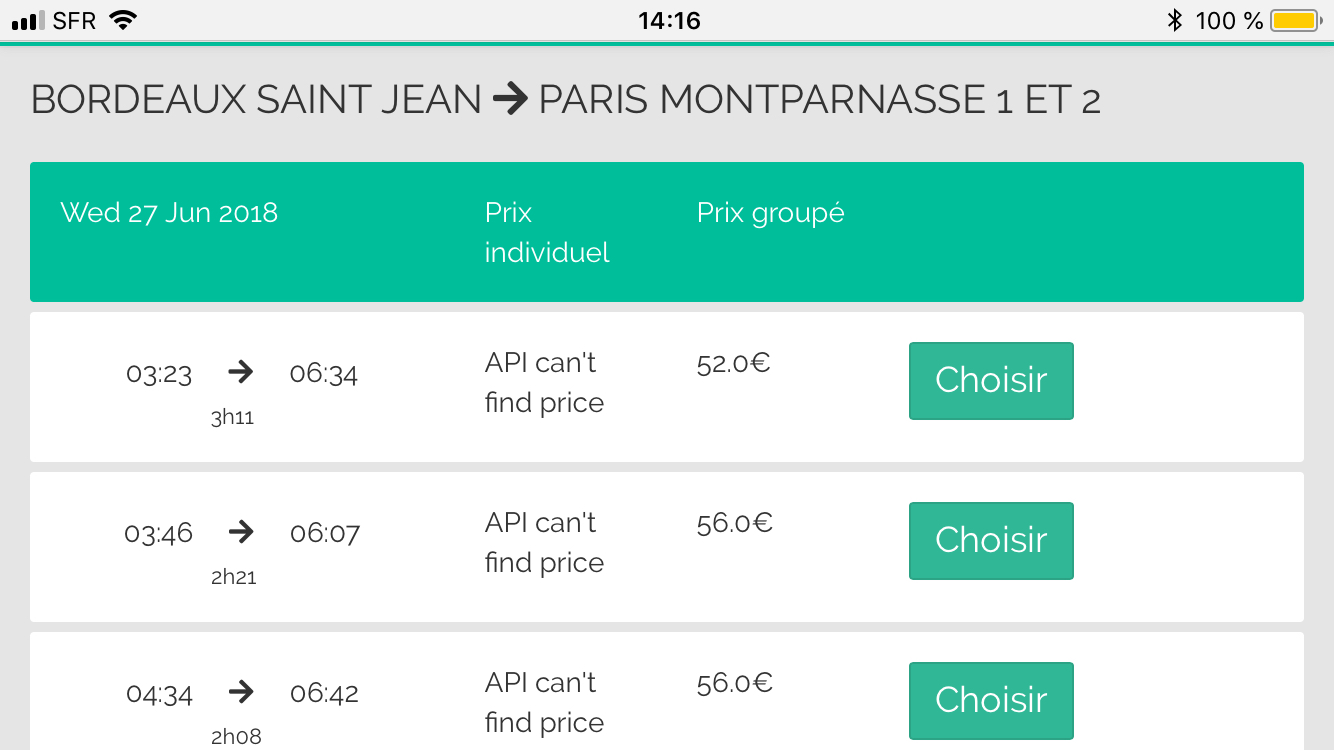 SFR 14:16 100 %
BORDEAUX SAINT JEAN → PARIS MONTPARNASSE 1 ET 2
Wed 27 Jun 2018 Prix individuel Prix groupé
03:23 → 06:34
3h11
API can't
find price
52.0€
Choisir
03:46 → 06:07
2h21
API can't
find price
56.0€
Choisir
04:34 → 06:42
2h08
API can't
find price
56.0€
Choisir